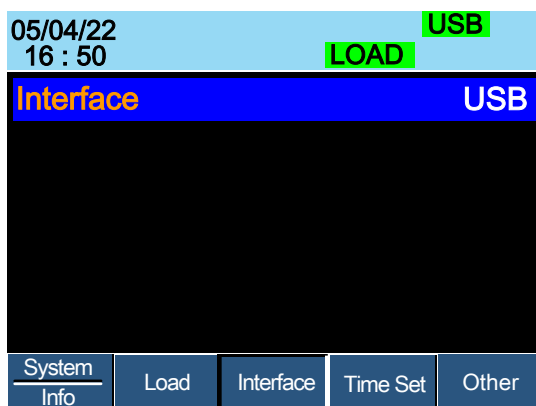 05/04/22 USB
16 : 50 LOAD
Interface USB
System
Info Load Interface Time Set Other